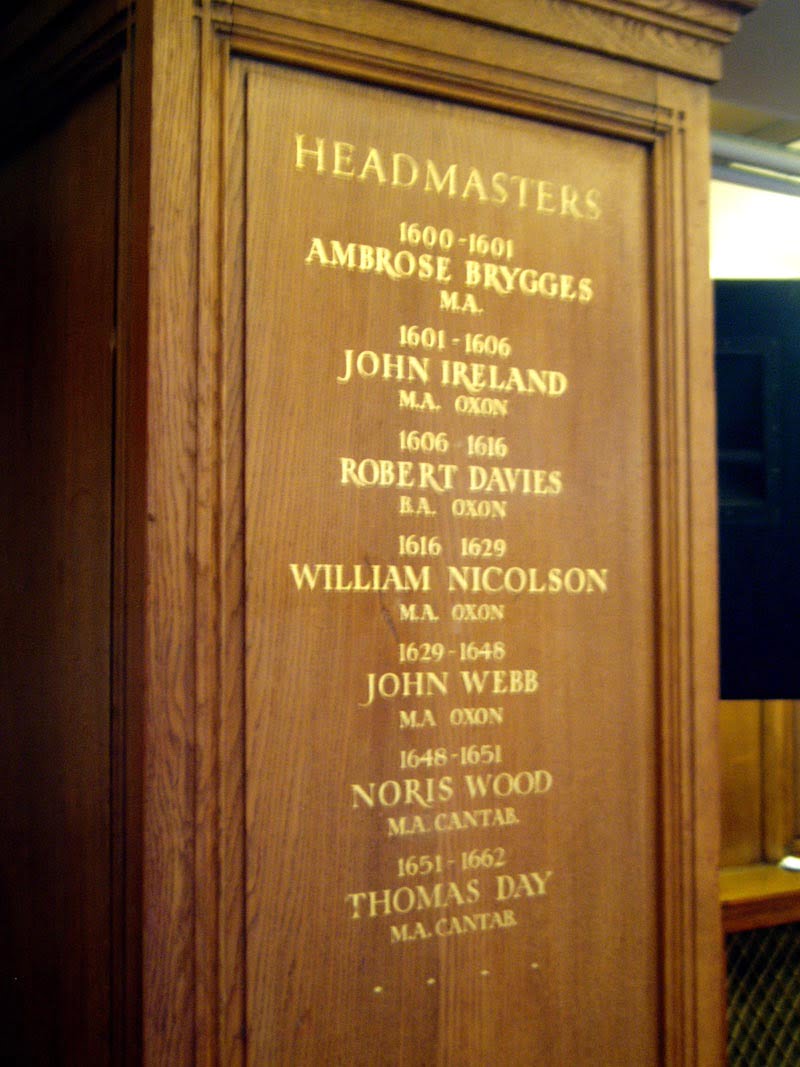 HEADMASTERS
1600-1601
AMBROSE BRYGGES
M.A.
1601-1606
JOHN IRELAND
M.A. OXON
1606 1616
ROBERT DAVIES
B.A. OXON
1616 1629
WILLIAM NICOLSON
M.A. OXON
1629-1648
JOHN WEBB
M.A OXON
1648-1651
NORIS WOOD
M.A. CANTAB.
1651-1662
THOMAS DAY
M.A. CANTAB.
. . . .